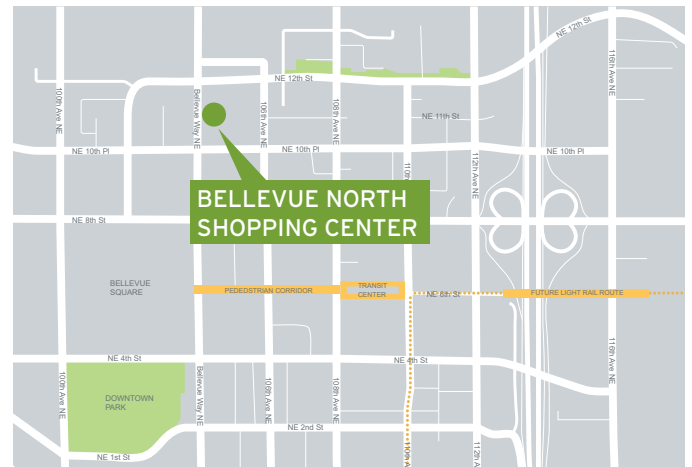 NE 12th St
NE 12th St
100th Ave NE
Bellevue Way NE
106th Ave NE
108th Ave NE
NE 11th St
116th Ave NE
NE 10th Pl
NE 10th Pl
NE 10th Pl
112th Ave NE
BELLEVUE NORTH
SHOPPING CENTER
NE 8th St
BELLEVUE
SQUARE
PEDEDSTRIAN CORRIDOR
TRANSIT
CENTER
NE 6th St
FUTURE LIGHT RAIL ROUTE
NE 4th St
NE 4th St
116th Ave NE
100th Ave NE
Bellevue Way NE
106th Ave NE
108th Ave NE
DOWNTOWN
PARK
NE 2nd St
NE 1st St